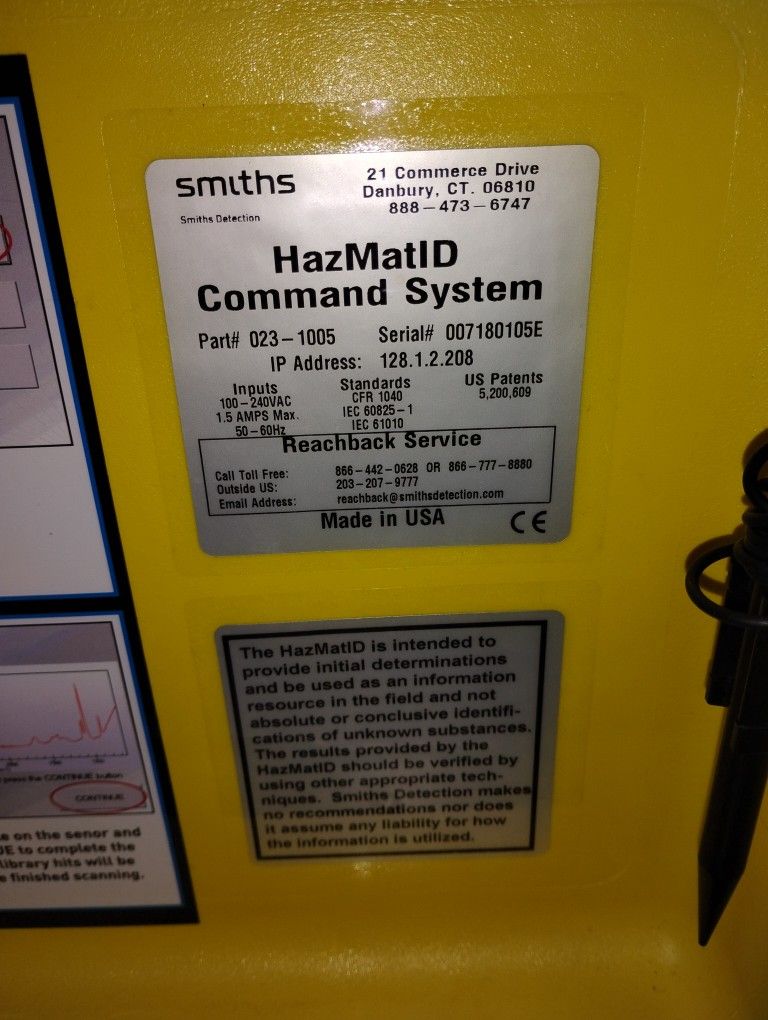 smiths
Smiths Detection
21 Commerce Drive
Danbury, CT. 06810
888-473-6747
HazMatID
Command System
Part# 023-1005 Serial# 007180105E
IP Address: 128.1.2.208
Inputs
100-240VAC
1.5 AMPS Max.
50-60Hz
Standards
CFR 1040
IEC 60825-1
IEC 61010
US Patents
5,200,609
Reachback Service
Call Toll Free: 866-442-0628 OR 866-777-8880
Outside US: 203-207-9777
Email Address: reachback@smithsdetection.com
Made in USA CE
The HazMatID is intended to
provide initial determinations
and be used as an information
resource in the field and not
absolute or conclusive identifi-
cations of unknown substances.
The results provided by the
HazMatID should be verified by
using other appropriate tech-
niques. Smiths Detection makes
no recommendations nor does
it assume any liability for how
the information is utilized.
press the CONTINUE button
CONTINUE
on the senor and
to complete the
library hits will be
finished scanning.